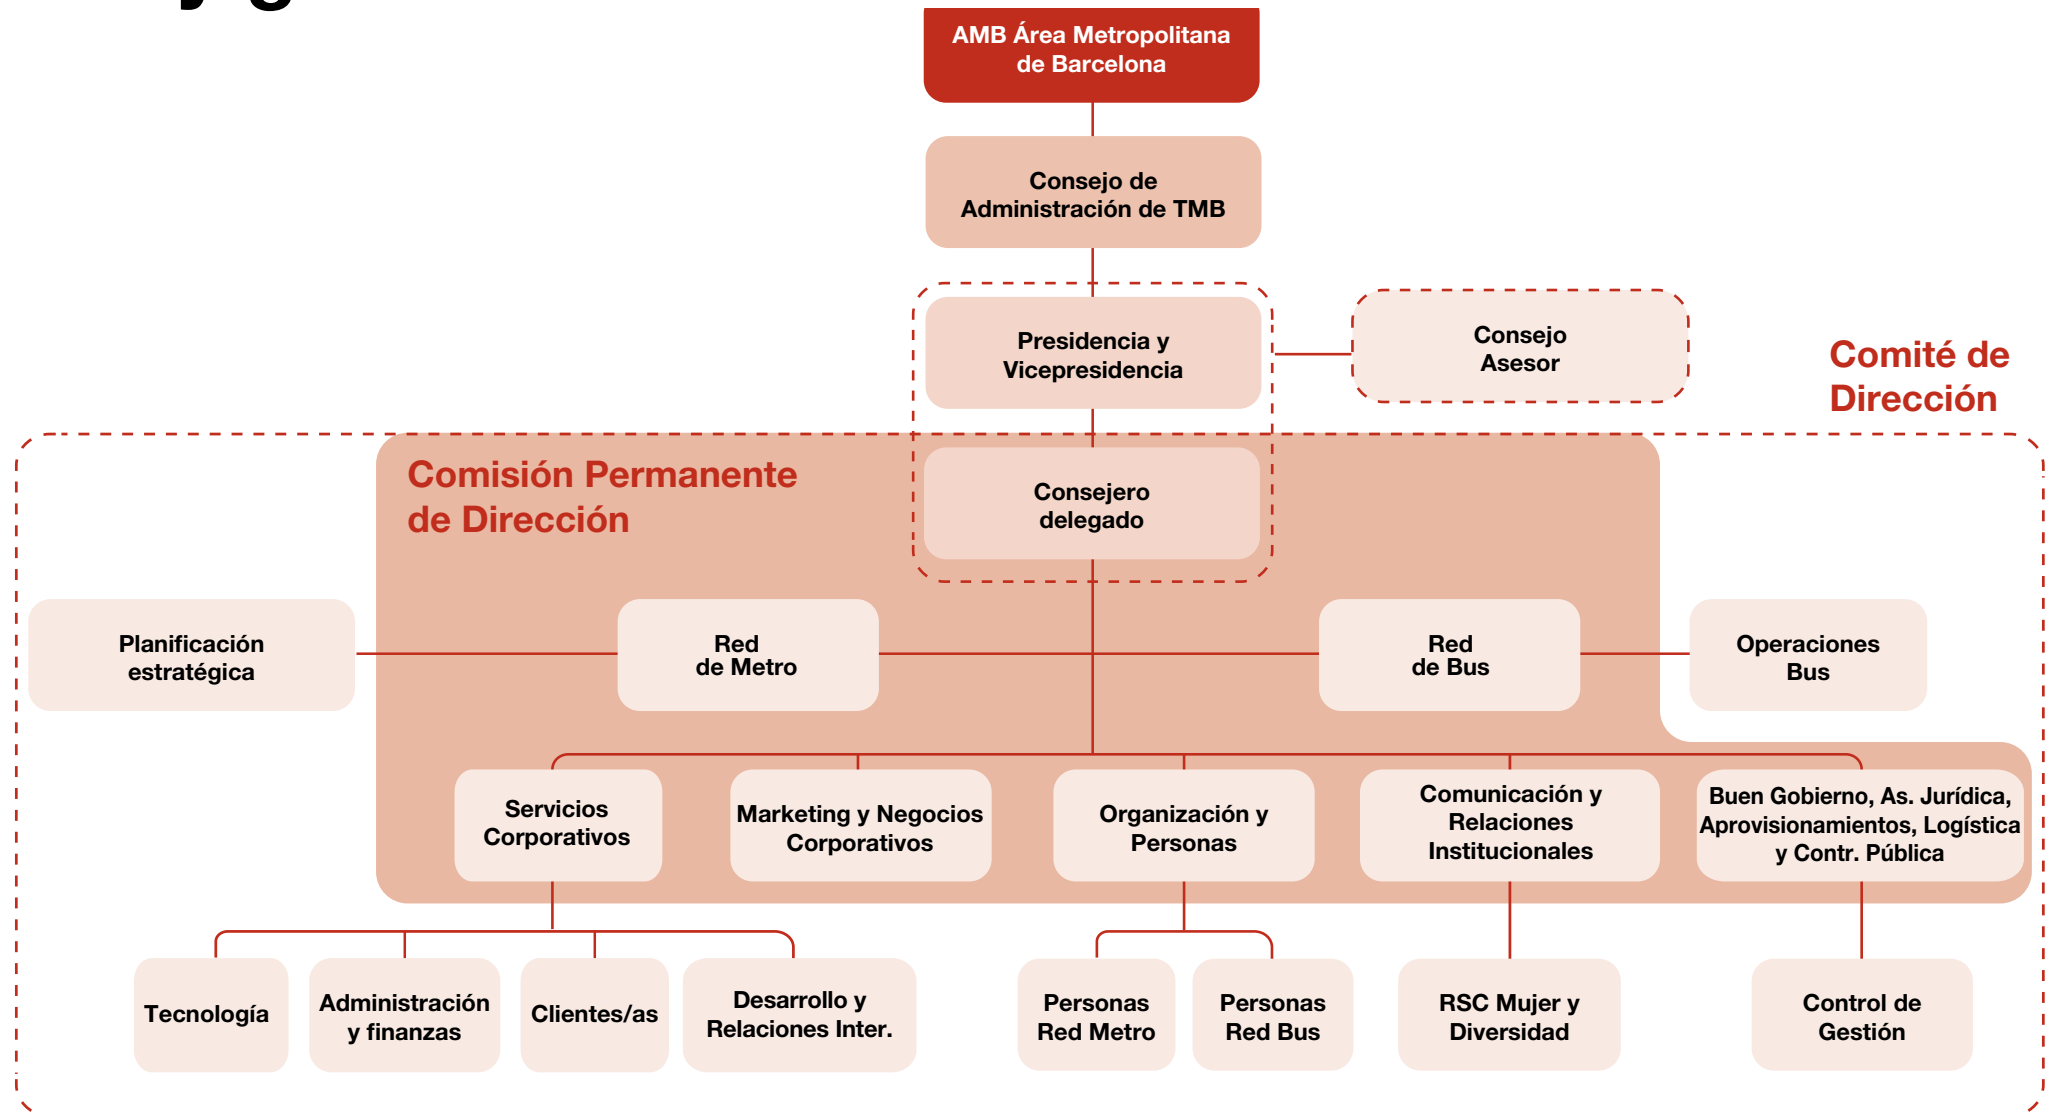 AMB Área Metropolitana
de Barcelona
Consejo de
Administración de TMB
Presidencia y
Vicepresidencia
Consejo
Asesor
Comité de
Dirección
Comisión Permanente
de Dirección
Consejero
delegado
Planificación
estratégica
Red
de Metro
Red
de Bus
Operaciones
Bus
Servicios
Corporativos
Marketing y Negocios
Corporativos
Organización y
Personas
Comunicación y
Relaciones
Institucionales
Buen Gobierno, As. Jurídica,
Aprovisionamientos, Logística
y Contr. Pública
Tecnología
Administración
y finanzas
Clientes/as
Desarrollo y
Relaciones Inter.
Personas
Red Metro
Personas
Red Bus
RSC Mujer y
Diversidad
Control de
Gestión